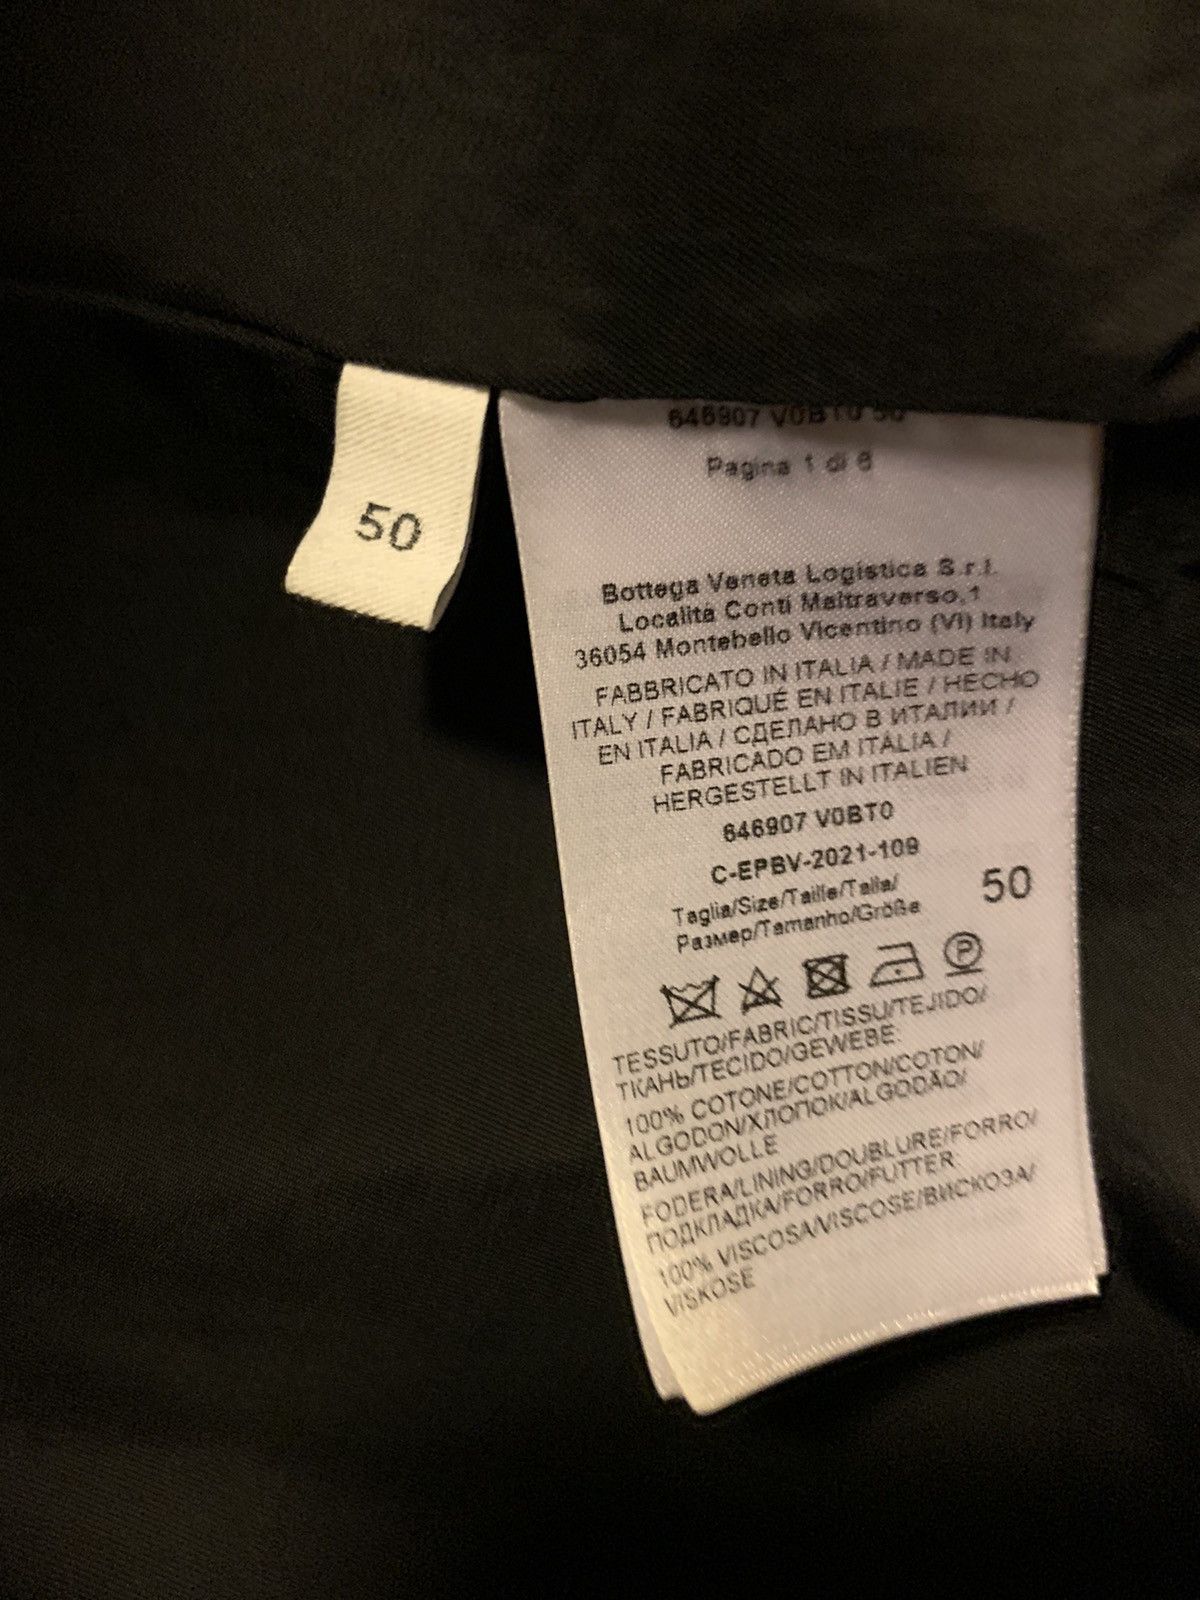 50
646907 V0BT0 50
Pagina 1 di 6
Bottega Veneta Logistica S.r.l.
Localita Conti Maltraverso,1
36054 Montebello Vicentino (VI) Italy
FABBRICATO IN ITALIA / MADE IN
ITALY / FABRIQUÉ EN ITALIE / HECHO
EN ITALIA / СДЕЛАНО В ИТАЛИИ /
FABRICADO EM ITÁLIA /
HERGESTELLT IN ITALIEN
646907 V0BT0
C-EPBV-2021-109
Taglia/Size/Taille/Talla/
Размер/Tamanho/Größe
50
P
TESSUTO/FABRIC/TISSU/TEJIDO/
ТКАНЬ/TECIDO/GEWEBE:
100% COTONE/COTTON/COTON/
ALGODON/ХЛОПОК/ALGODÃO/
BAUMWOLLE
FODERA/LINING/DOUBLURE/FORRO/
ПОДКЛАДКА/FORRO/FUTTER:
100% VISCOSA/VISCOSE/ВИСКОЗА/
VISKOSE